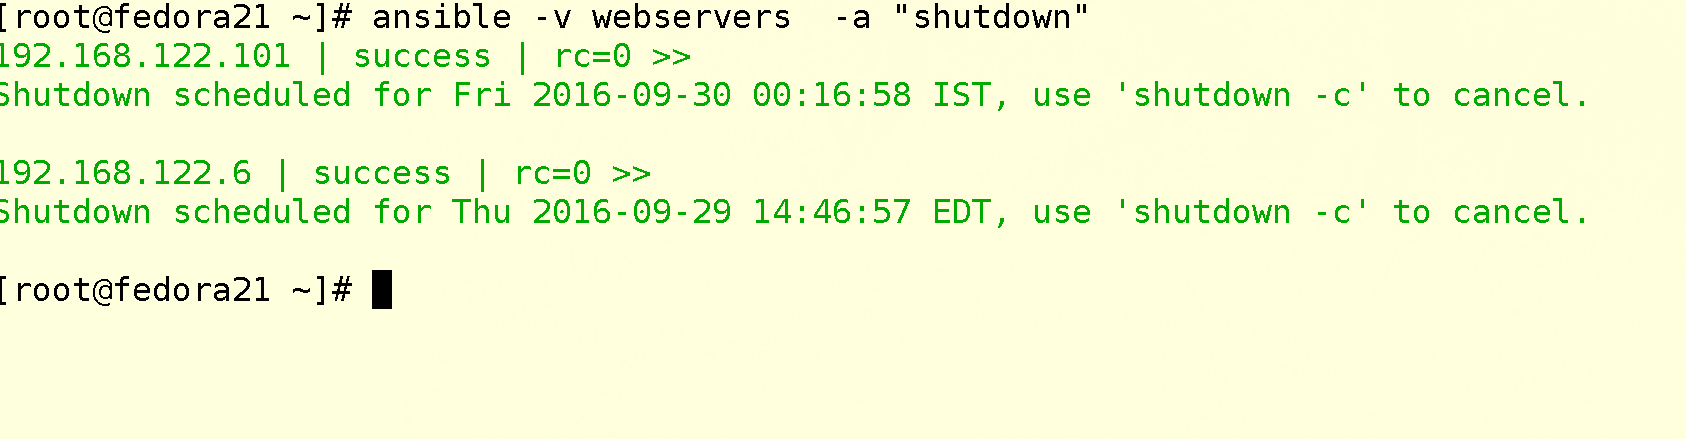 [root@fedora21 ~]# ansible -v webservers  -a "shutdown"
192.168.122.101 | success | rc=0 >>
Shutdown scheduled for Fri 2016-09-30 00:16:58 IST, use 'shutdown -c' to cancel.
192.168.122.6 | success | rc=0 >>
Shutdown scheduled for Thu 2016-09-29 14:46:57 EDT, use 'shutdown -c' to cancel.
[root@fedora21 ~]#